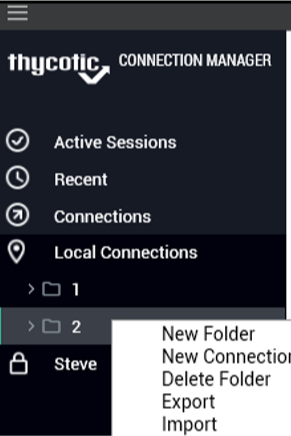 thycotic CONNECTION MANAGER
Active Sessions
Recent
Connections
Local Connections
1
2
New Folder
New Connection
Steve
Delete Folder
Export
Import